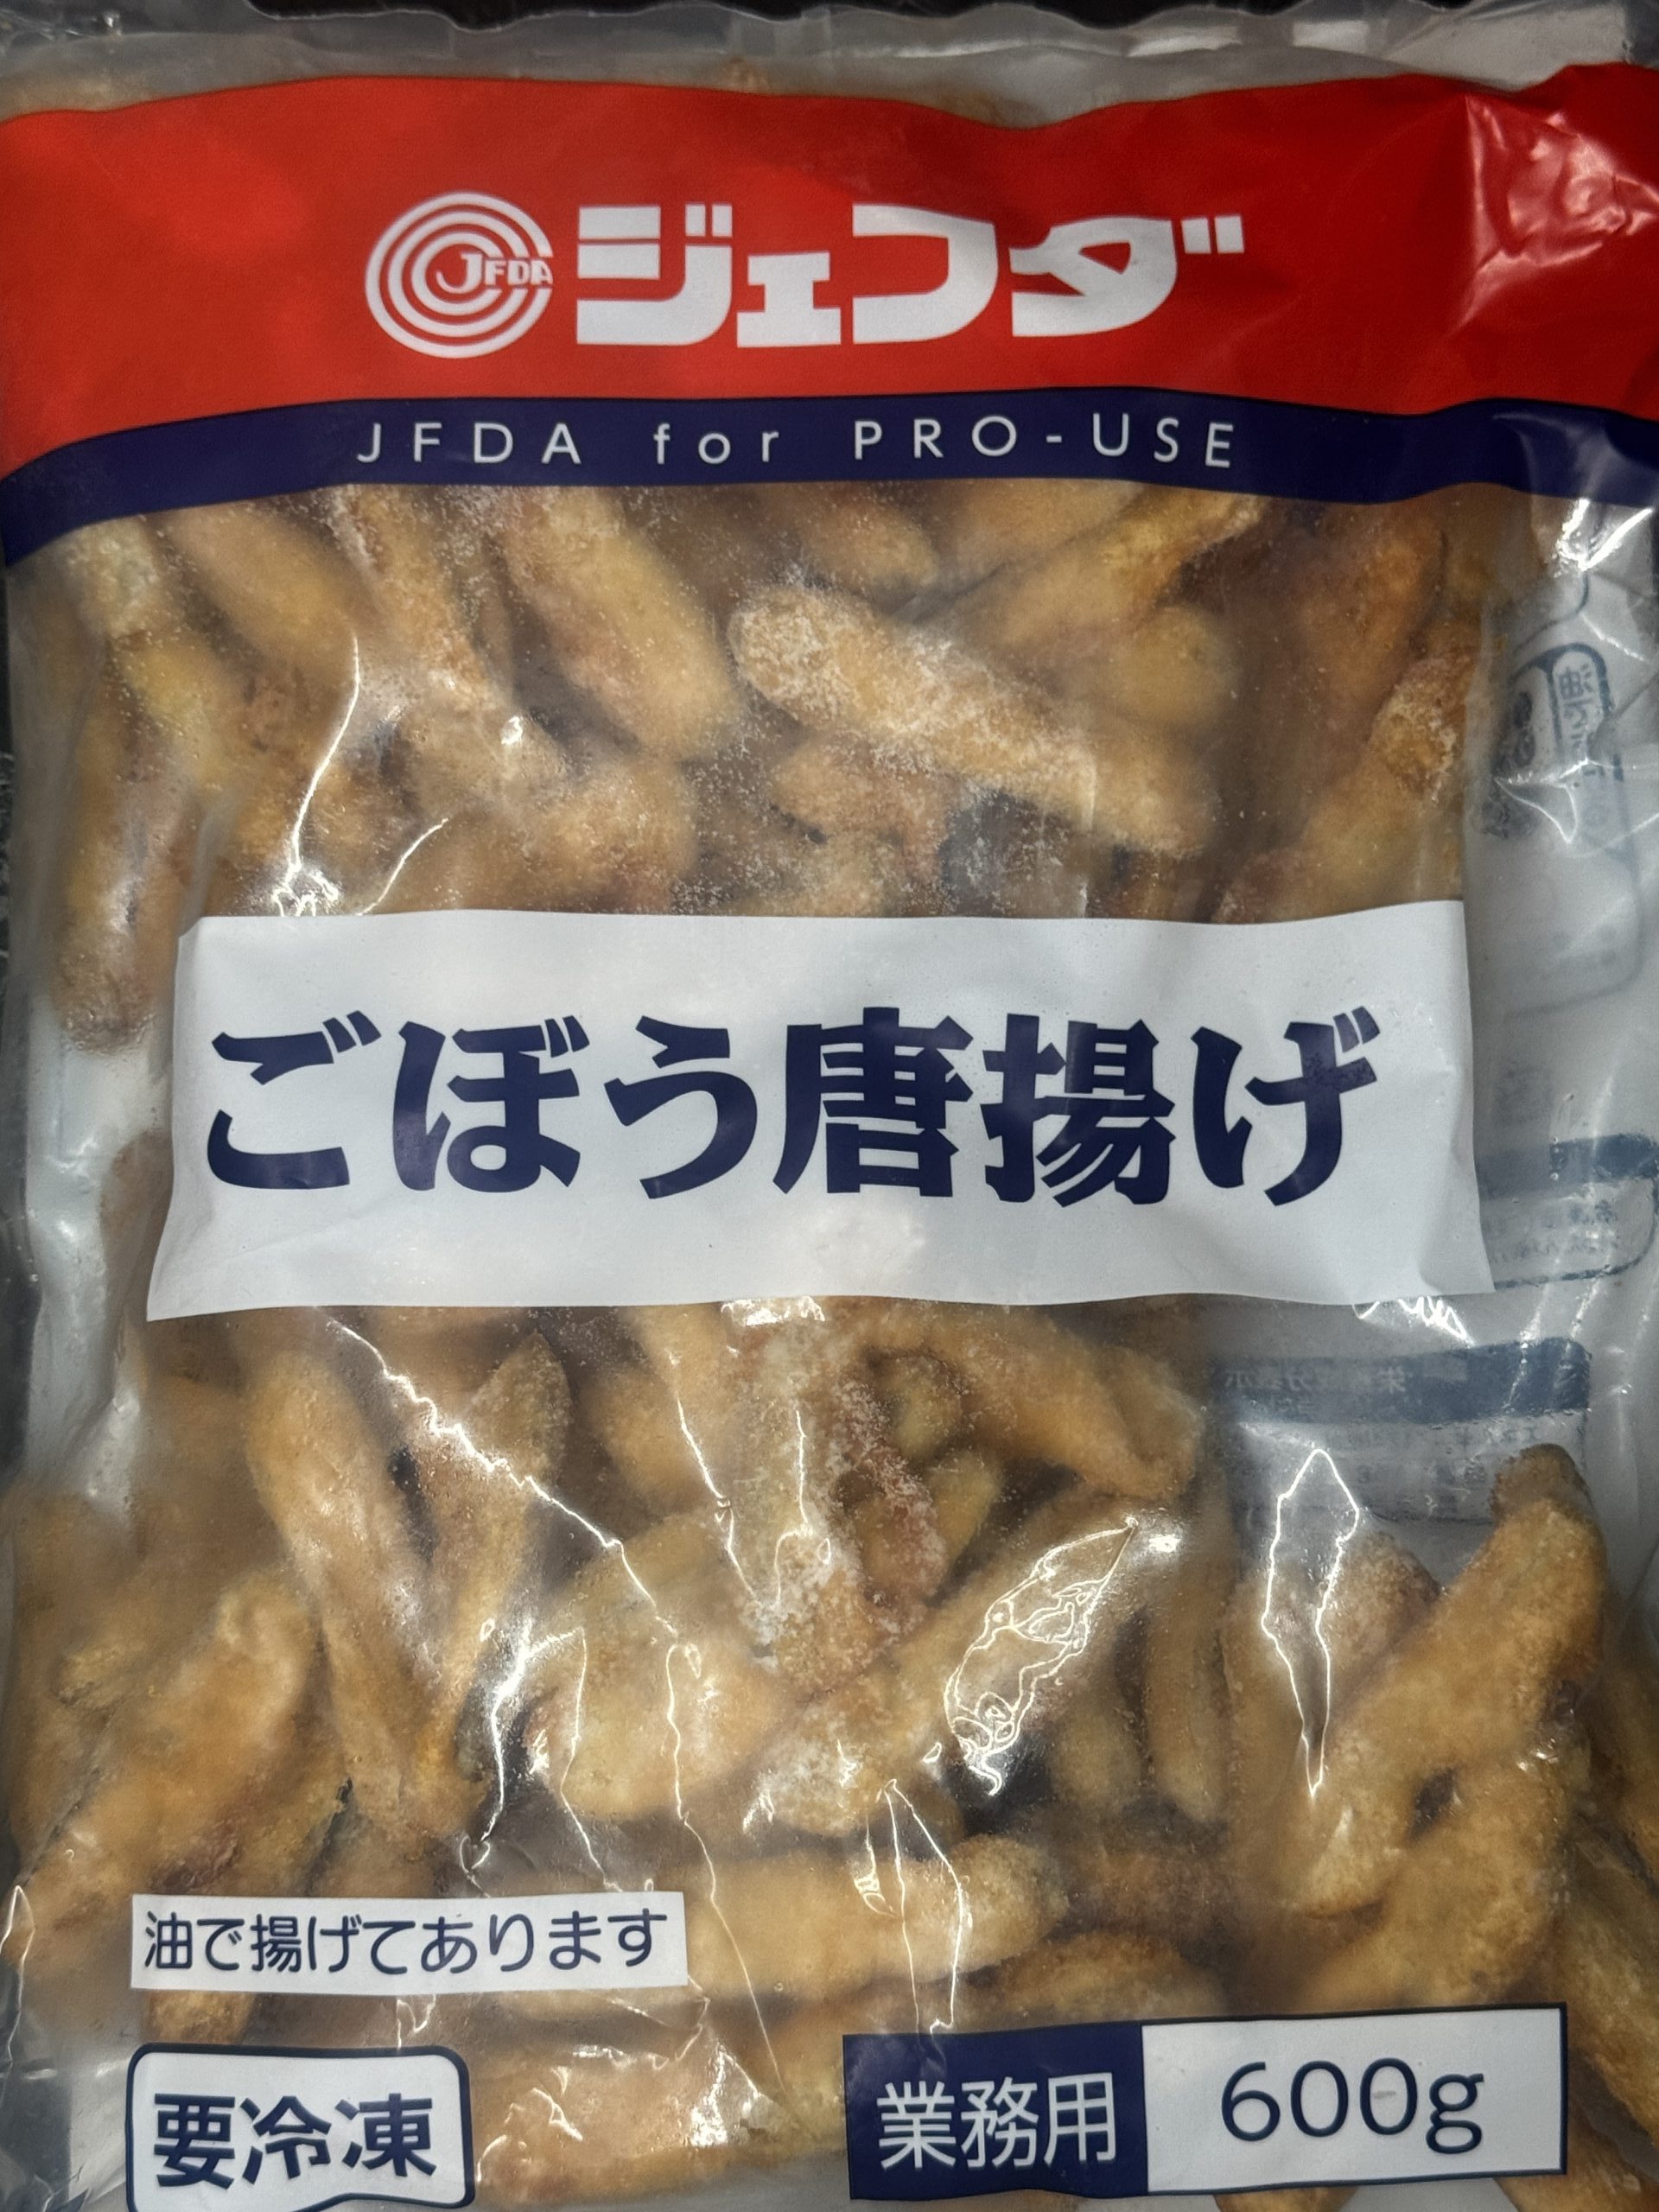 JFDA
ジェフダ
JFDA for PRO-USE
ごぼう唐揚げ
油で揚げてあります
要冷凍
業務用
600g